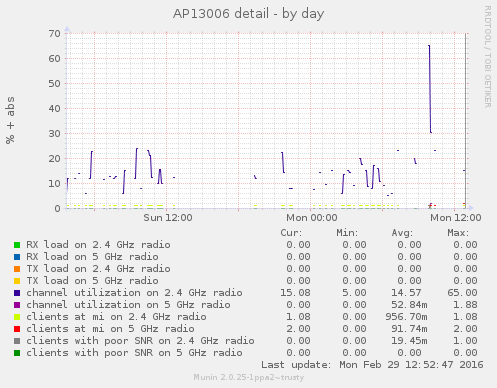 AP13006 detail - by day
RRDTOOL / TOBI OETIKER
% + abs
70
60
50
40
30
20
10
0
Sun 12:00 Mon 00:00 Mon 12:00
Cur: Min: Avg: Max:
RX load on 2.4 GHz radio 0.00 0.00 0.00 0.00
RX load on 5 GHz radio 0.00 0.00 0.00 0.00
TX load on 2.4 GHz radio 0.00 0.00 0.00 0.00
TX load on 5 GHz radio 0.00 0.00 0.00 0.00
channel utilization on 2.4 GHz radio 15.08 5.00 14.57 65.00
channel utilization on 5 GHz radio 0.00 0.00 52.84m 1.88
clients at mi on 2.4 GHz radio 1.08 0.00 956.70m 1.08
clients at mi on 5 GHz radio 2.00 0.00 91.74m 2.00
clients with poor SNR on 2.4 GHz radio 0.00 0.00 19.45m 1.00
clients with poor SNR on 5 GHz radio 0.00 0.00 0.00 0.00
Last update: Mon Feb 29 12:52:47 2016
Munin 2.0.25-1ppa2~trusty